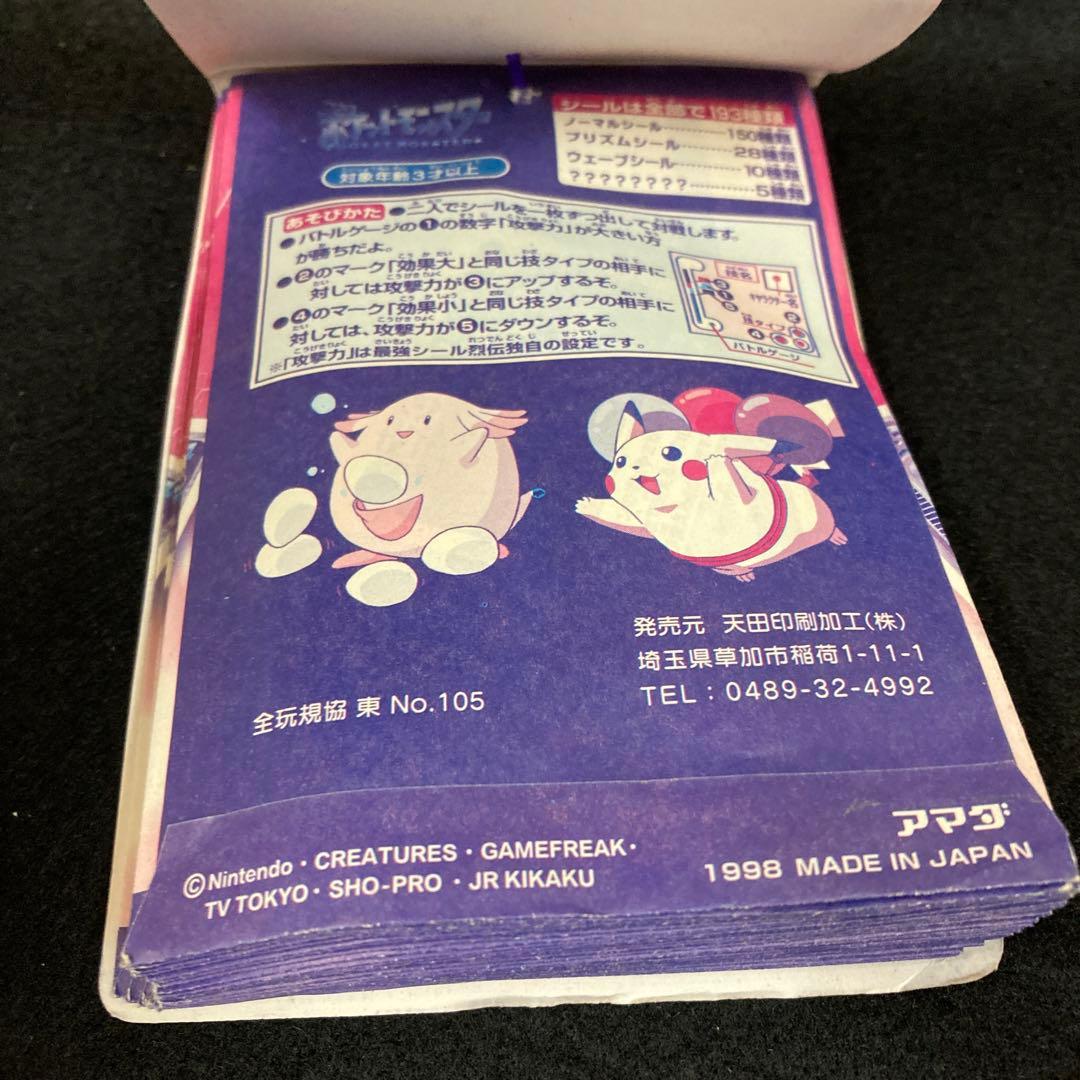 ポケットモンスター
POCKET MONSTERS
対象年齢3才以上
シールは全部で193種類
ノーマルシール…………150種類
プリズムシール…………28種類
ウェーブシール…………10種類
????????…………5種類
あそびかた ●二人でシールを一枚ずつ出して対戦します。
●バトルゲージの❶の数字「攻撃力」が大きい方
が勝ちだよ。
●❷のマーク「効果大」と同じ技タイプの相手に
対しては攻撃力が❸にアップするぞ。
●❹のマーク「効果小」と同じ技タイプの相手に
対しては、攻撃力が❺にダウンするぞ。
※「攻撃力」は最強シール烈伝独自の設定です。
技名
キャラクター名
技タイプ
バトルゲージ
発売元 天田印刷加工(株)
埼玉県草加市稲荷1-11-1
TEL:0489-32-4992
全玩規協 東 No.105
アマダ
©Nintendo・CREATURES・GAMEFREAK・
TV TOKYO・SHO-PRO・JR KIKAKU
1998 MADE IN JAPAN